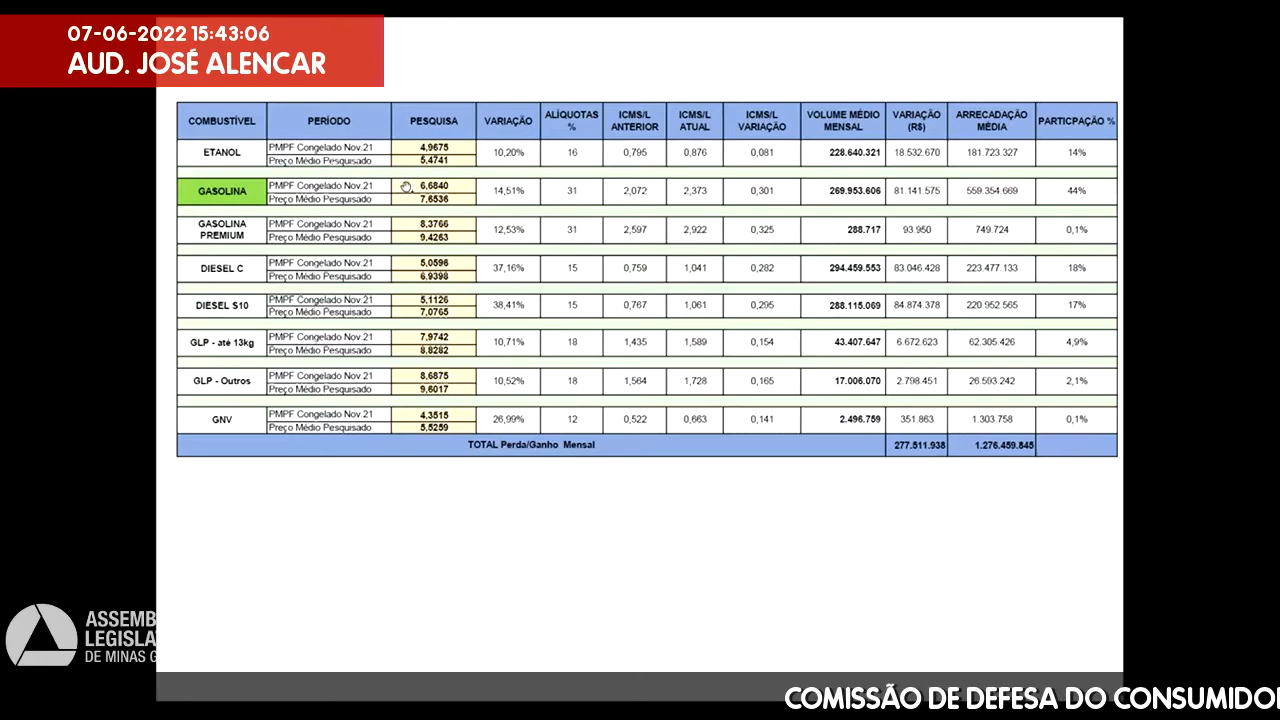 07-06-2022 15:43:06
AUD. JOSÉ ALENCAR
COMBUSTÍVEL PERÍODO PESQUISA VARIAÇÃO ALÍQUOTAS % ICMS/L ANTERIOR ICMS/L ATUAL ICMS/L VARIAÇÃO VOLUME MÉDIO MENSAL VARIAÇÃO (R$) ARRECADAÇÃO MÉDIA PARTICPAÇÃO %
ETANOL PMPF Congelado Nov.21 4,9675 10,20% 16 0,795 0,876 0,081 228.640.321 18.532.670 181.723.327 14%
Preço Médio Pesquisado 5,4741
GASOLINA PMPF Congelado Nov.21 6,6840 14,51% 31 2,072 2,373 0,301 269.953.606 81.141.575 559.354.669 44%
Preço Médio Pesquisado 7,6536
GASOLINA PREMIUM PMPF Congelado Nov.21 8,3766 12,53% 31 2,597 2,922 0,325 288.717 93.950 749.724 0,1%
Preço Médio Pesquisado 9,4263
DIESEL C PMPF Congelado Nov.21 5,0596 37,16% 15 0,759 1,041 0,282 294.459.553 83.046.428 223.477.133 18%
Preço Médio Pesquisado 6,9398
DIESEL S10 PMPF Congelado Nov.21 5,1126 38,41% 15 0,767 1,061 0,295 288.115.069 84.874.378 220.952.565 17%
Preço Médio Pesquisado 7,0765
GLP - até 13kg PMPF Congelado Nov.21 7,9742 10,71% 18 1,435 1,589 0,154 43.407.647 6.672.623 62.305.426 4,9%
Preço Médio Pesquisado 8,8282
GLP - Outros PMPF Congelado Nov.21 8,6875 10,52% 18 1,564 1,728 0,165 17.006.070 2.798.451 26.593.242 2,1%
Preço Médio Pesquisado 9,6017
GNV PMPF Congelado Nov.21 4,3515 26,99% 12 0,522 0,663 0,141 2.496.759 351.863 1.303.758 0,1%
Preço Médio Pesquisado 5,5259
TOTAL Perda/Ganho Mensal 277.511.938 1.276.459.845
ASSEMB
LEGISLA
DE MINAS G
COMISSÃO DE DEFESA DO CONSUMIDO